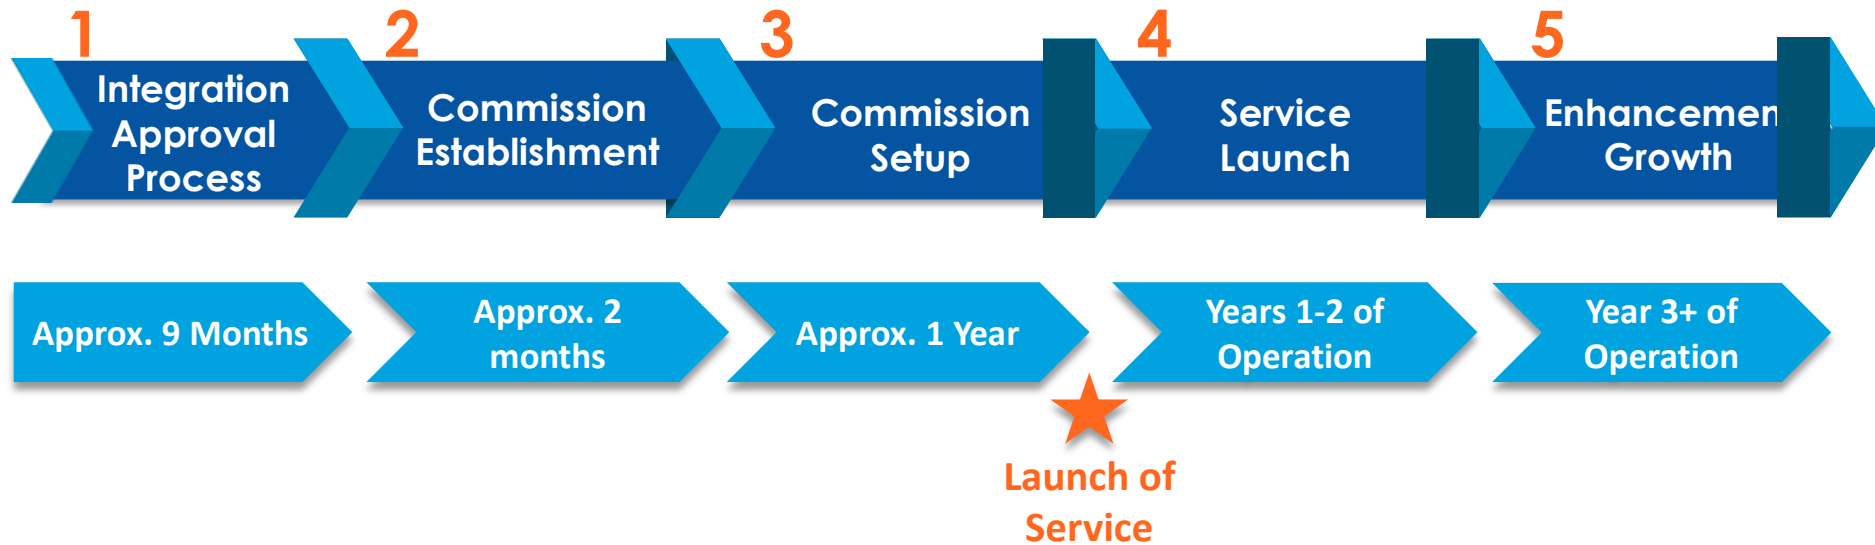 1
Integration
Approval
Process
2
Commission
Establishment
3
Commission
Setup
4
Service
Launch
5
Enhancemen
Growth
Approx. 9 Months
Approx. 2
months
Approx. 1 Year
Years 1-2 of
Operation
Year 3+ of
Operation
Launch of
Service